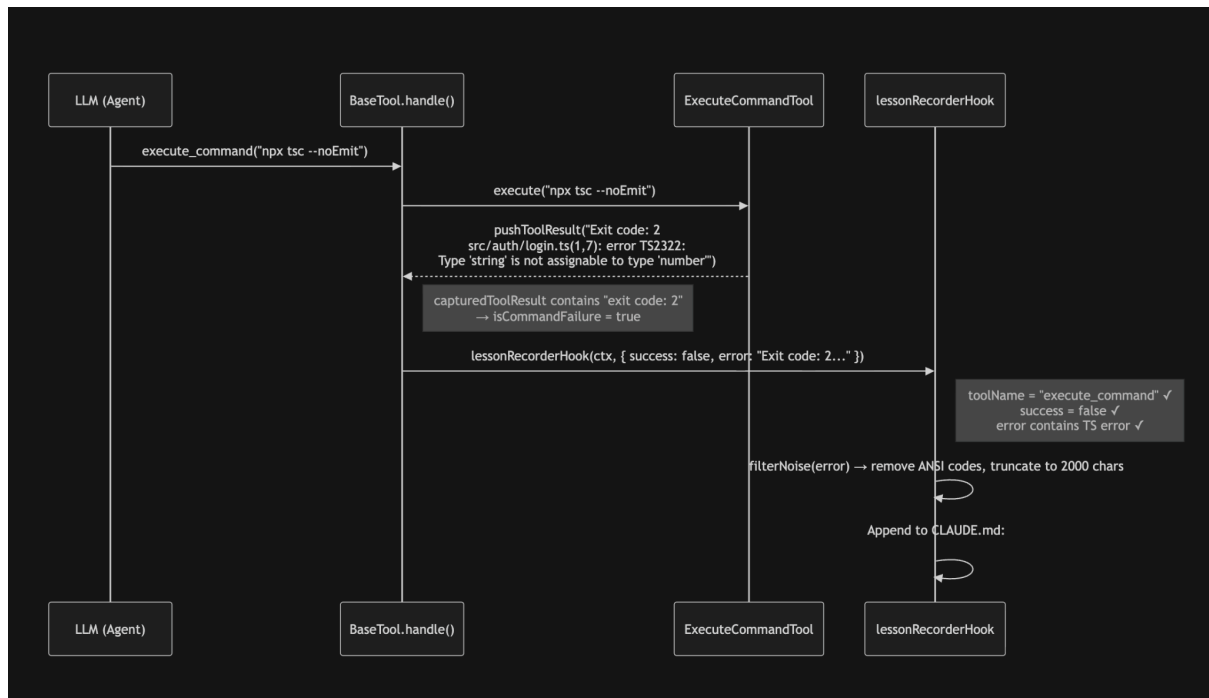 LLM (Agent)
BaseTool.handle()
ExecuteCommandTool
lessonRecorderHook
execute_command("npx tsc --noEmit")
execute("npx tsc --noEmit")
pushToolResult("Exit code: 2
src/auth/login.ts(1,7): error TS2322:
Type 'string' is not assignable to type 'number'")
capturedToolResult contains "exit code: 2"
→ isCommandFailure = true
lessonRecorderHook(ctx, { success: false, error: "Exit code: 2..." })
toolName = "execute_command" ✓
success = false ✓
error contains TS error ✓
filterNoise(error) → remove ANSI codes, truncate to 2000 chars
Append to CLAUDE.md:
LLM (Agent)
BaseTool.handle()
ExecuteCommandTool
lessonRecorderHook